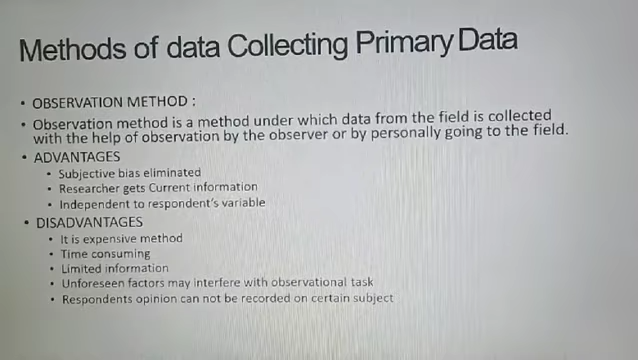 Methods of data Collecting Primary Data
• OBSERVATION METHOD :
• Observation method is a method under which data from the field is collected
with the help of observation by the observer or by personally going to the field.
• ADVANTAGES
• Subjective bias eliminated
• Researcher gets Current information
• Independent to respondent's variable
• DISADVANTAGES
• It is expensive method
• Time consuming
• Limited information
• Unforeseen factors may interfere with observational task
• Respondents opinion can not be recorded on certain subject